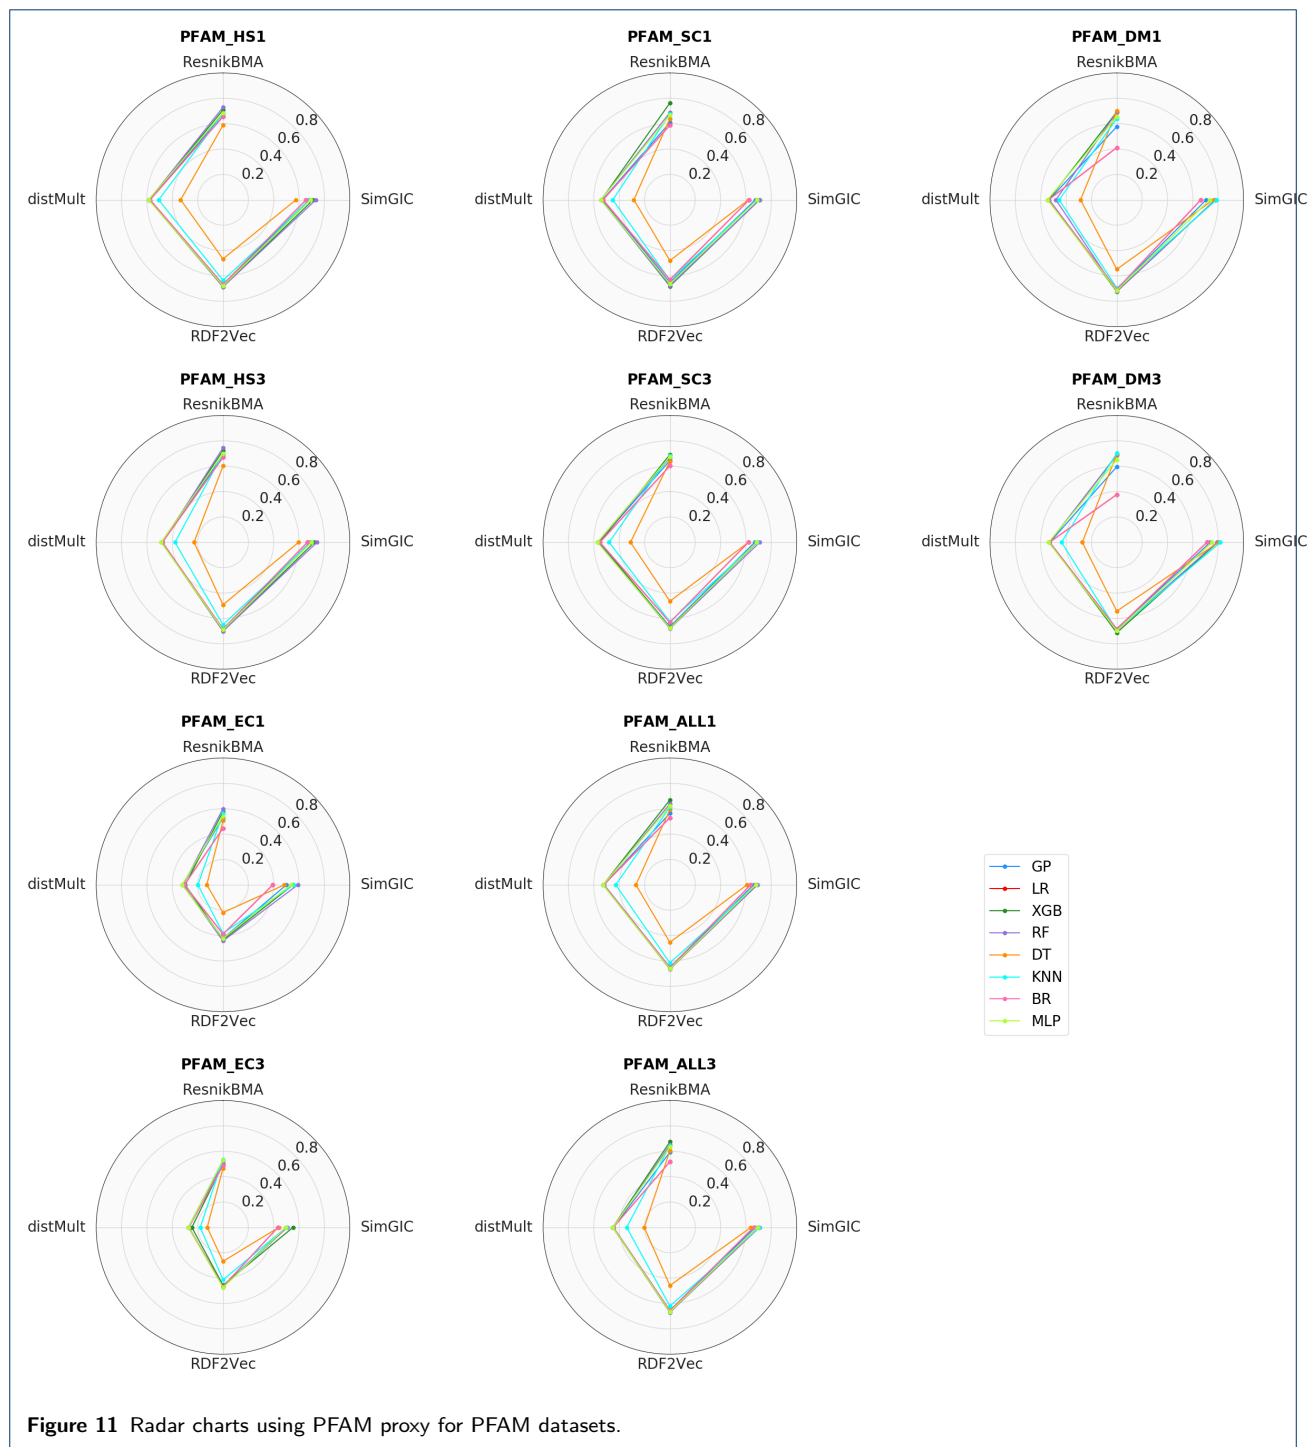 PFAM_HS1
ResnikBMA
0.8
0.6
0.4
0.2
distMult
SimGIC
RDF2Vec
PFAM_SC1
ResnikBMA
0.8
0.6
0.4
0.2
distMult
SimGIC
RDF2Vec
PFAM_DM1
ResnikBMA
0.8
0.6
0.4
0.2
distMult
SimGIC
RDF2Vec
PFAM_HS3
ResnikBMA
0.8
0.6
0.4
0.2
distMult
SimGIC
RDF2Vec
PFAM_SC3
ResnikBMA
0.8
0.6
0.4
0.2
distMult
SimGIC
RDF2Vec
PFAM_DM3
ResnikBMA
0.8
0.6
0.4
0.2
distMult
SimGIC
RDF2Vec
PFAM_EC1
ResnikBMA
0.8
0.6
0.4
0.2
distMult
SimGIC
RDF2Vec
PFAM_ALL1
ResnikBMA
0.8
0.6
0.4
0.2
distMult
SimGIC
RDF2Vec
GP
LR
XGB
RF
DT
KNN
BR
MLP
PFAM_EC3
ResnikBMA
0.8
0.6
0.4
0.2
distMult
SimGIC
RDF2Vec
PFAM_ALL3
ResnikBMA
0.8
0.6
0.4
0.2
distMult
SimGIC
RDF2Vec
Figure 11 Radar charts using PFAM proxy for PFAM datasets.